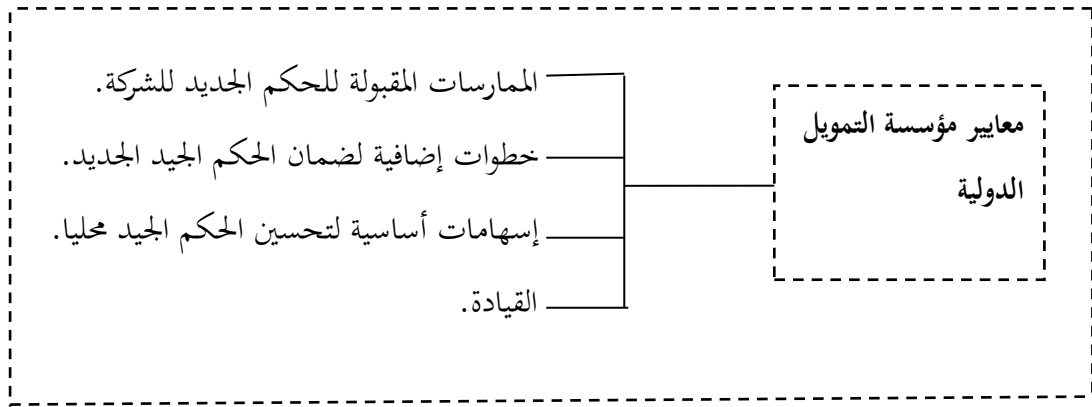 معايير مؤسسة التمويل
الدولية
الممارسات المقبولة للحكم الجديد للشركة.
خطوات إضافية لضمان الحكم الجيد الجديد.
إسهامات أساسية لتحسين الحكم الجيد محليا.
القيادة.